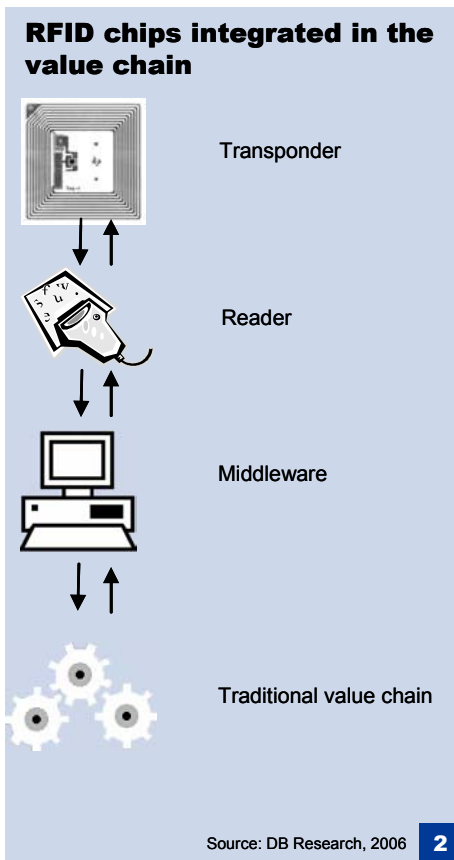 RFID chips integrated in the
value chain
Transponder
Reader
Middleware
Traditional value chain
Source: DB Research, 2006 2